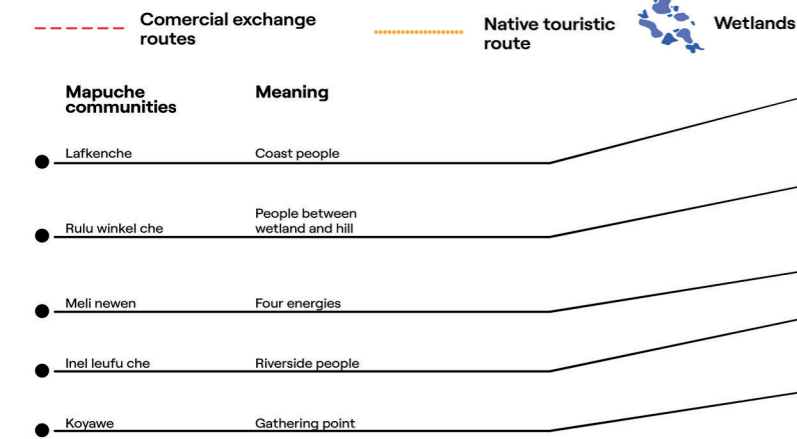 Comercial exchange
routes
Native touristic
route
Wetlands
Mapuche
communities
Meaning
Lafkenche
Coast people
Rulu winkel che
People between
wetland and hill
Meli newen
Four energies
Inel leufu che
Riverside people
Koyawe
Gathering point